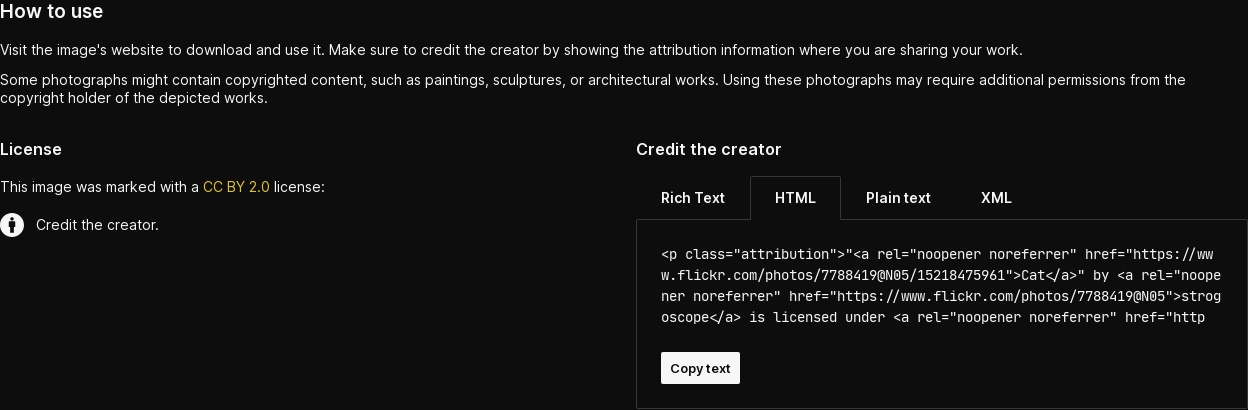 How to use
Visit the image's website to download and use it. Make sure to credit the creator by showing the attribution information where you are sharing your work.
Some photographs might contain copyrighted content, such as paintings, sculptures, or architectural works. Using these photographs may require additional permissions from the
copyright holder of the depicted works.
License
This image was marked with a CC BY 2.0 license:
Credit the creator.
Credit the creator
Rich Text HTML Plain text XML
<p class="attribution">"<a rel="noopener noreferrer" href="https://ww
w.flickr.com/photos/7788419@N05/15218475961">Cat</a>" by <a rel="noope
ner noreferrer" href="https://www.flickr.com/photos/7788419@N05">strog
oscope</a> is licensed under <a rel="noopener noreferrer" href="http
Copy text